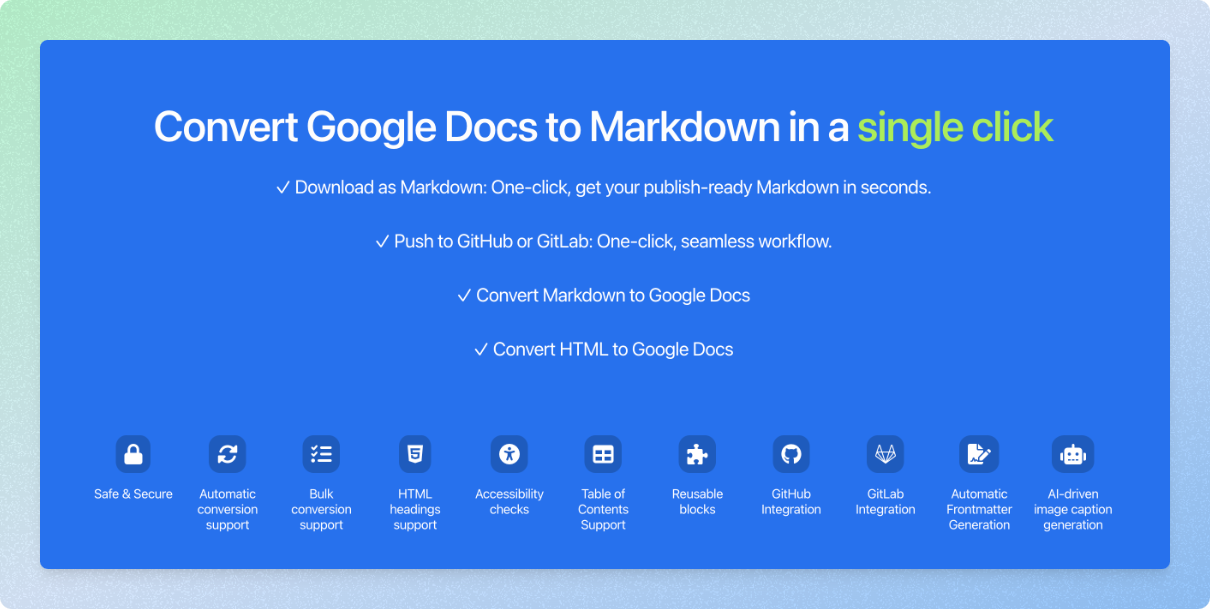 Convert Google Docs to Markdown in a single click
✓ Download as Markdown: One-click, get your publish-ready Markdown in seconds.
✓ Push to GitHub or GitLab: One-click, seamless workflow.
✓ Convert Markdown to Google Docs
✓ Convert HTML to Google Docs
Safe & Secure
Automatic
conversion
support
Bulk
conversion
support
HTML
headings
support
Accessibility
checks
Table of
Contents
Support
Reusable
blocks
GitHub
Integration
GitLab
Integration
Automatic
Frontmatter
Generation
AI-driven
image caption
generation